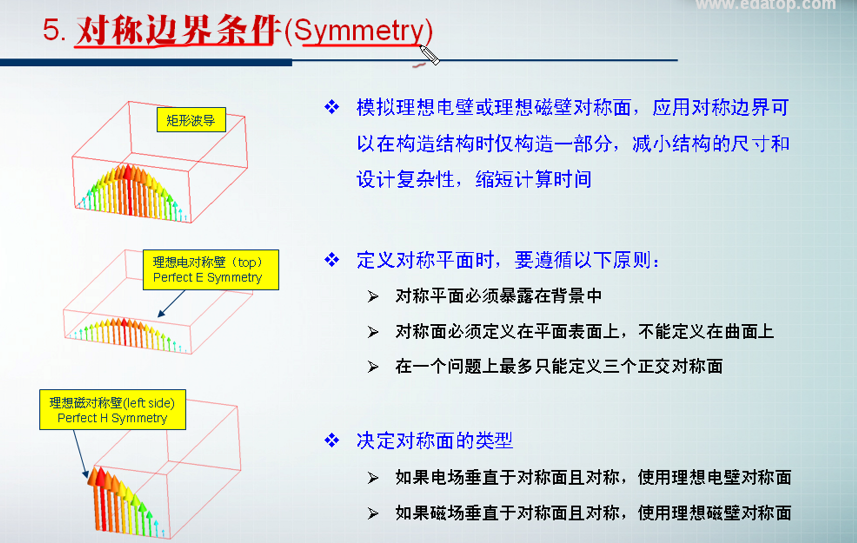 www.edatop.com
5. 对称边界条件(Symmetry)
矩形波导
理想电对称壁（top）
Perfect E Symmetry
理想磁对称壁(left side)
Perfect H Symmetry
❖ 模拟理想电壁或理想磁壁对称面，应用对称边界可
以在构造结构时仅构造一部分，减小结构的尺寸和
设计复杂性，缩短计算时间
❖ 定义对称平面时，要遵循以下原则：
➢ 对称平面必须暴露在背景中
➢ 对称面必须定义在平面表面上，不能定义在曲面上
➢ 在一个问题上最多只能定义三个正交对称面
❖ 决定对称面的类型
➢ 如果电场垂直于对称面且对称，使用理想电壁对称面
➢ 如果磁场垂直于对称面且对称，使用理想磁壁对称面